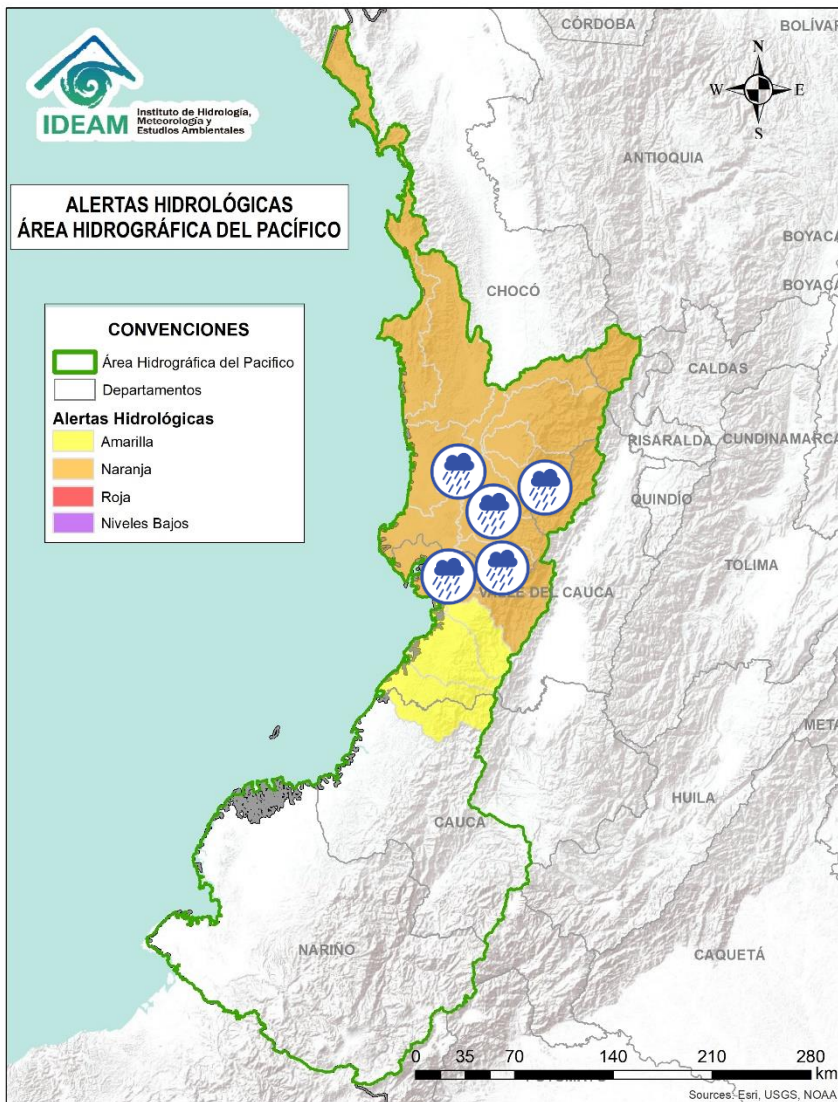 CÓRDOBA
BOLÍVAR
N
W
E
S
IDEAM
Instituto de Hidrología,
Meteorología y
Estudios Ambientales
ANTIOQUIA
ALERTAS HIDROLÓGICAS
ÁREA HIDROGRÁFICA DEL PACÍFICO
BOYACÁ
BOYACÁ
CHOCÓ
CONVENCIONES
Área Hidrográfica del Pacifico
Departamentos
Alertas Hidrológicas
Amarilla
Naranja
Roja
Niveles Bajos
CALDAS
RISARALDA
CUNDINAMARCA
QUINDÍO
TOLIMA
VALLE DEL CAUCA
META
HUILA
CAUCA
NARIÑO
CAQUETÁ
0 35 70 140 210 280
km
Sources: Esri, USGS, NOAA